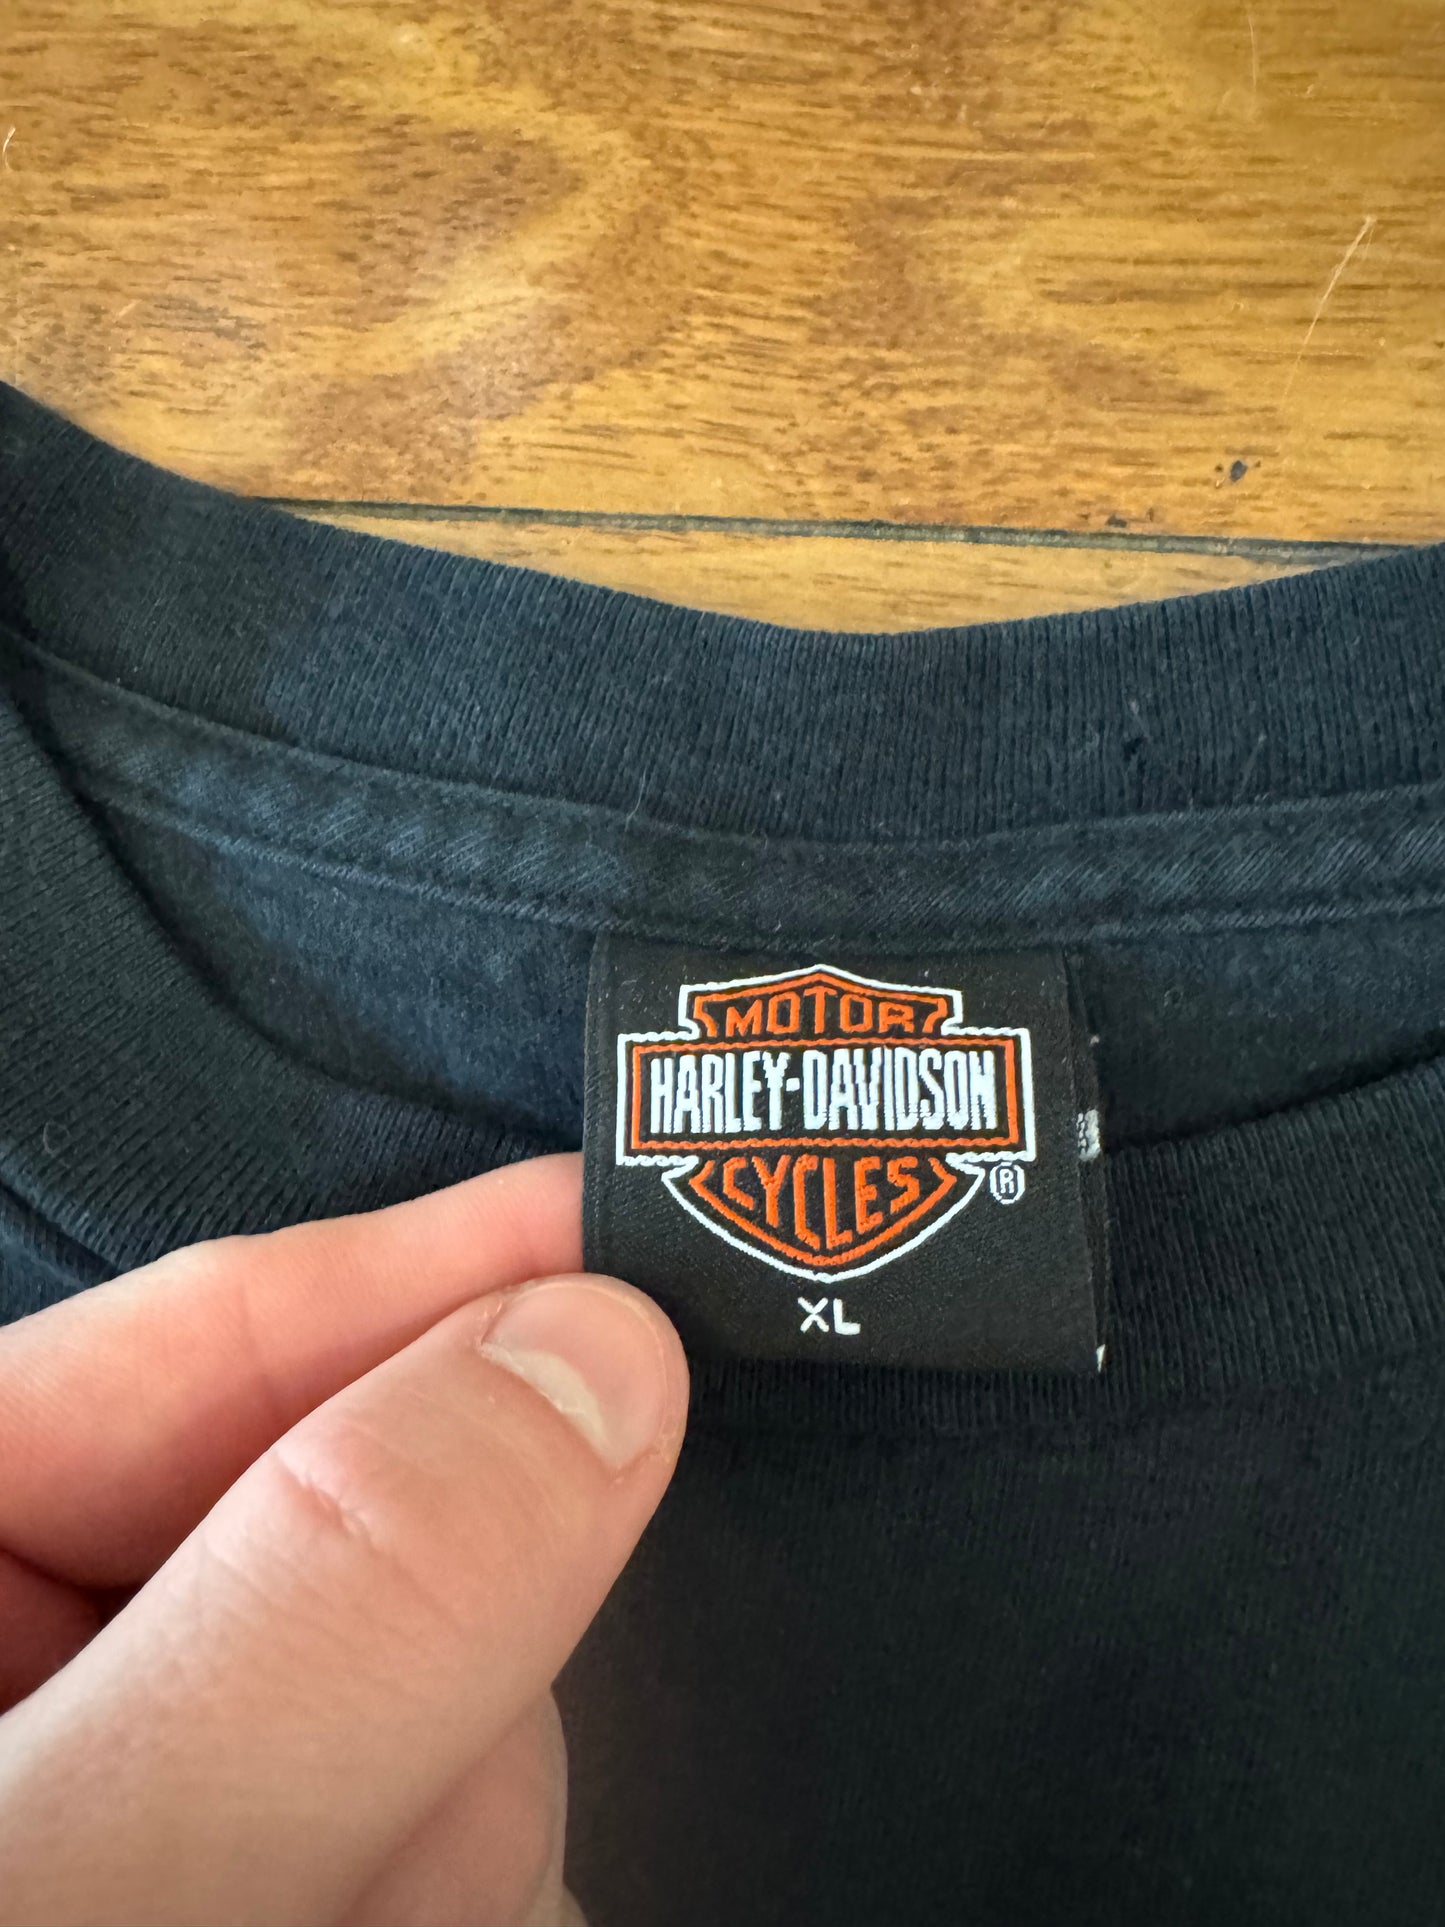 MOTOR
HARLEY-DAVIDSON
CYCLES
®
XL